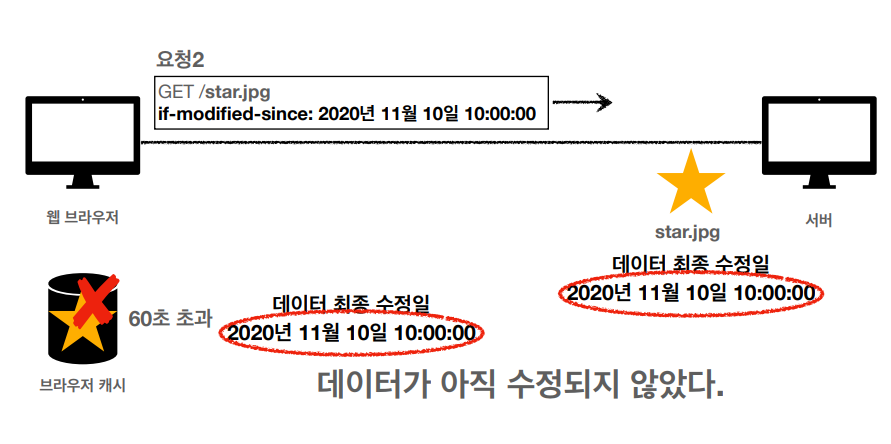 요청2
GET /star.jpg
if-modified-since: 2020년 11월 10일 10:00:00
웹 브라우저
서버
star.jpg
데이터 최종 수정일
2020년 11월 10일 10:00:00
60초 초과
데이터 최종 수정일
2020년 11월 10일 10:00:00
브라우저 캐시
데이터가 아직 수정되지 않았다.